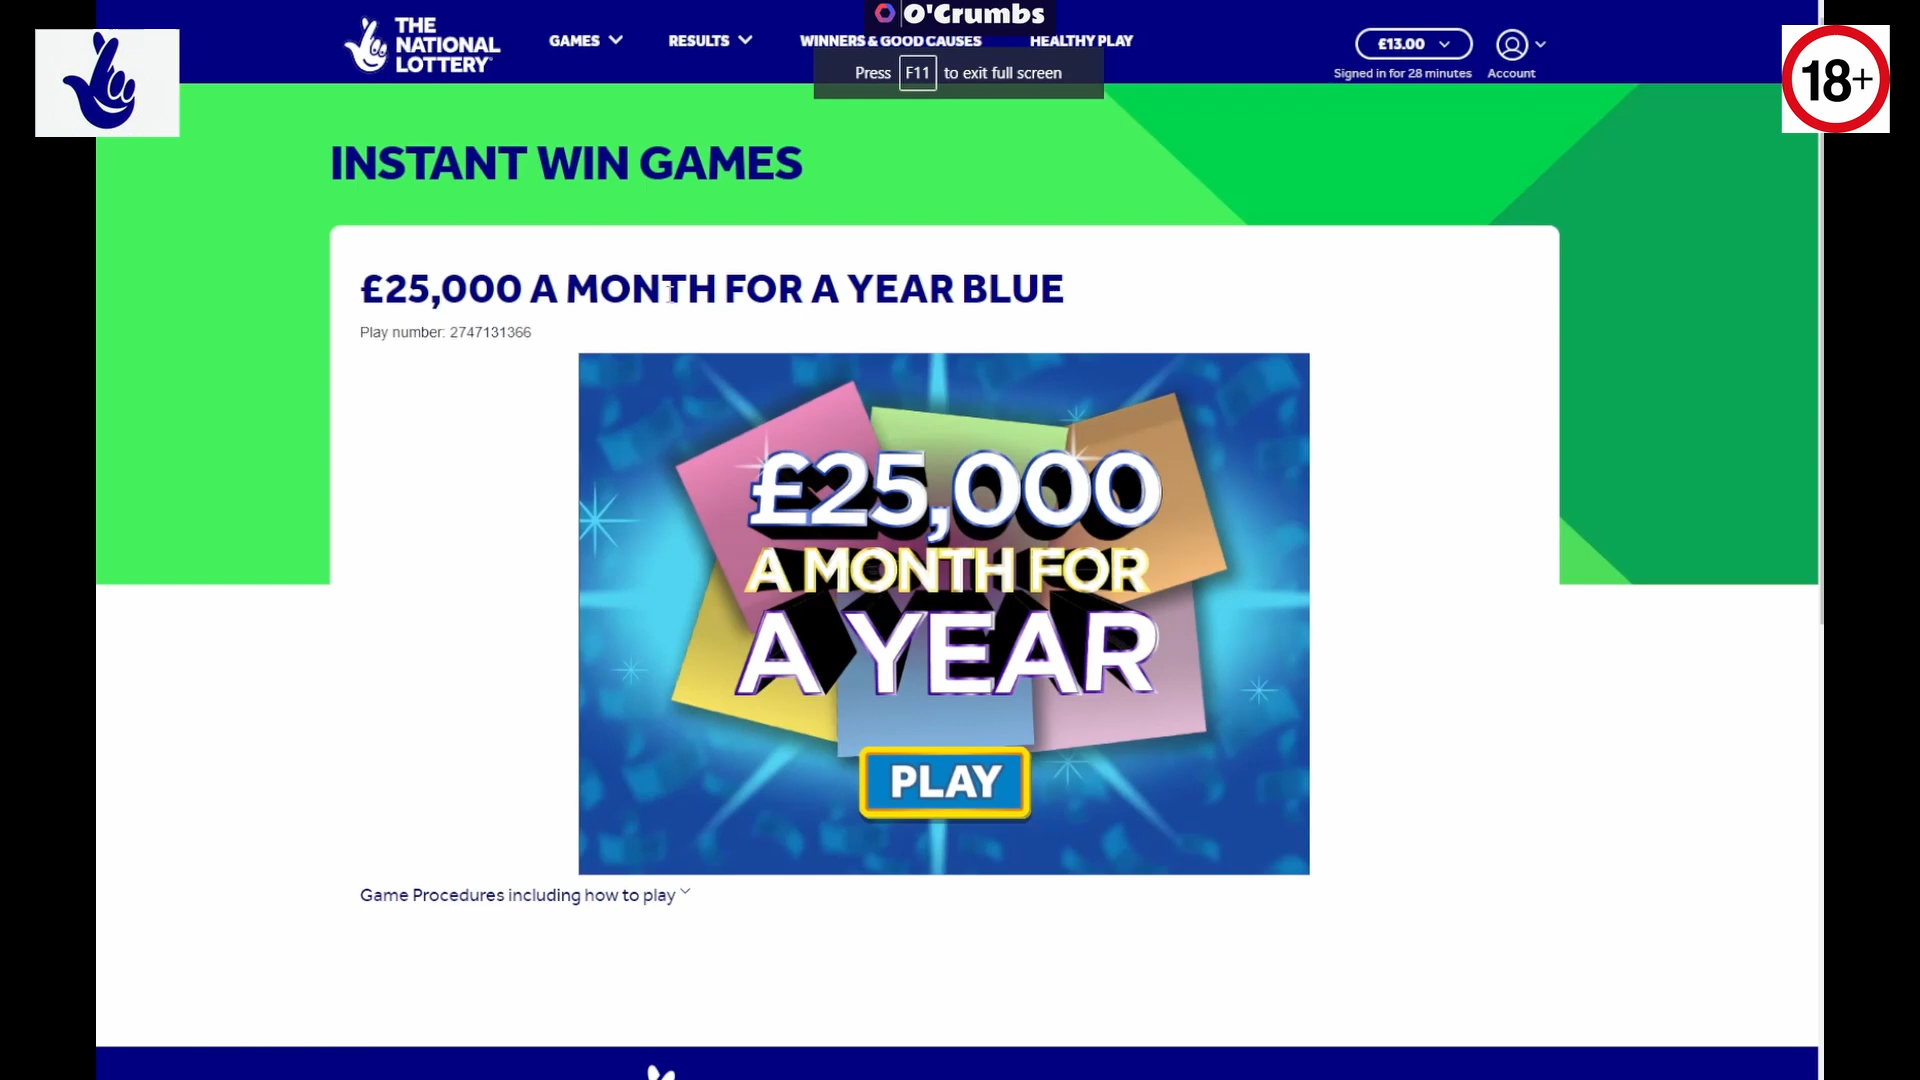 O'Crumbs
THE
NATIONAL
LOTTERY
GAMES
RESULTS
WINNERS & GOOD CAUSES
HEALTHY PLAY
£13.00
Signed in for 28 minutes
Account
Press F11 to exit full screen
18+
INSTANT WIN GAMES
£25,000 A MONTH FOR A YEAR BLUE
Play number: 2747131366
£25,000
A MONTH FOR
A YEAR
PLAY
Game Procedures including how to play